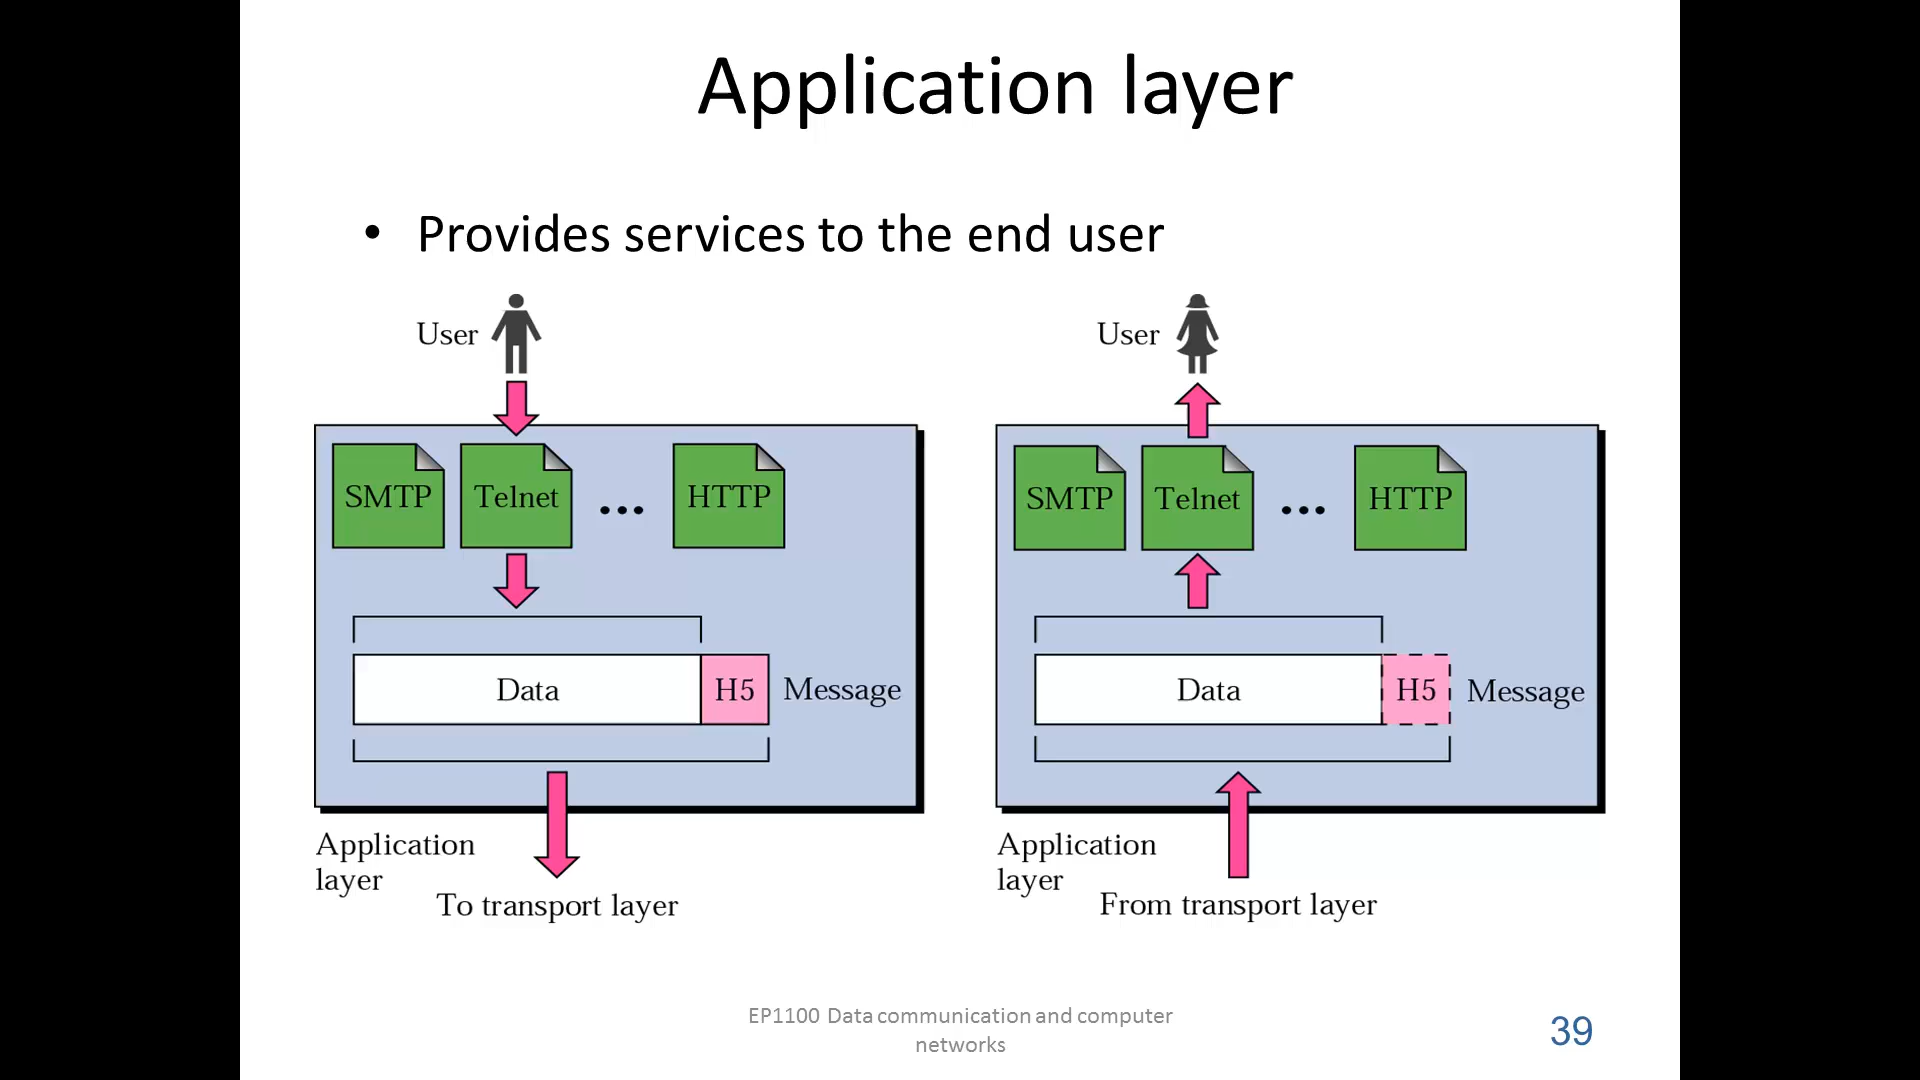 Application layer
• Provides services to the end user
User
SMTP Telnet ... HTTP
Data H5 Message
Application
layer
To transport layer
User
SMTP Telnet ... HTTP
Data H5 Message
Application
layer
From transport layer
EP1100 Data communication and computer
networks
39